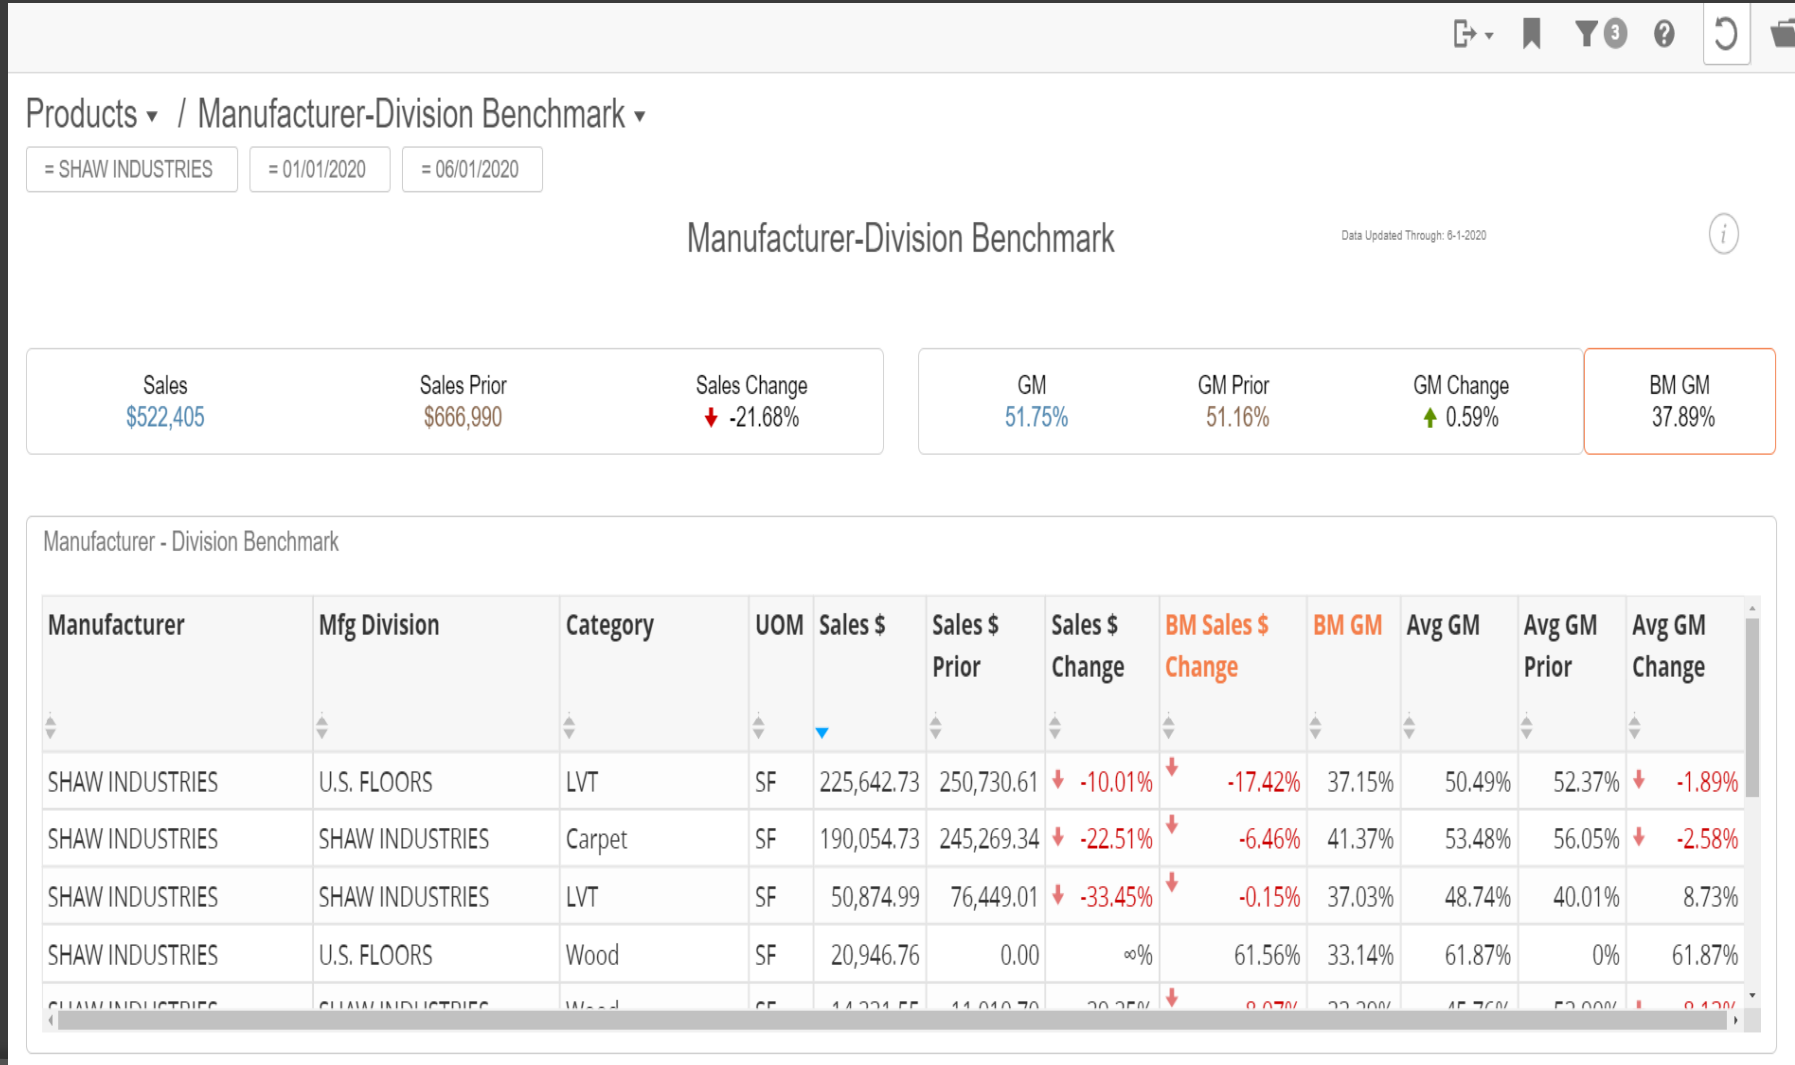 3
Products / Manufacturer-Division Benchmark
= SHAW INDUSTRIES = 01/01/2020 = 06/01/2020
Manufacturer-Division Benchmark Data Updated Through: 6-1-2020
Sales Sales Prior Sales Change GM GM Prior GM Change BM GM
$522,405 $666,990 -21.68% 51.75% 51.16% 0.59% 37.89%
Manufacturer - Division Benchmark
Manufacturer Mfg Division Category UOM Sales $ Sales $ Prior Sales $ Change BM Sales $ Change BM GM Avg GM Avg GM Prior Avg GM Change
SHAW INDUSTRIES U.S. FLOORS LVT SF 225,642.73 250,730.61 -10.01% -17.42% 37.15% 50.49% 52.37% -1.89%
SHAW INDUSTRIES SHAW INDUSTRIES Carpet SF 190,054.73 245,269.34 -22.51% -6.46% 41.37% 53.48% 56.05% -2.58%
SHAW INDUSTRIES SHAW INDUSTRIES LVT SF 50,874.99 76,449.01 -33.45% -0.15% 37.03% 48.74% 40.01% 8.73%
SHAW INDUSTRIES U.S. FLOORS Wood SF 20,946.76 0.00 ∞% 61.56% 33.14% 61.87% 0% 61.87%
SHAW INDUSTRIES SHAW INDUSTRIES Wood SF